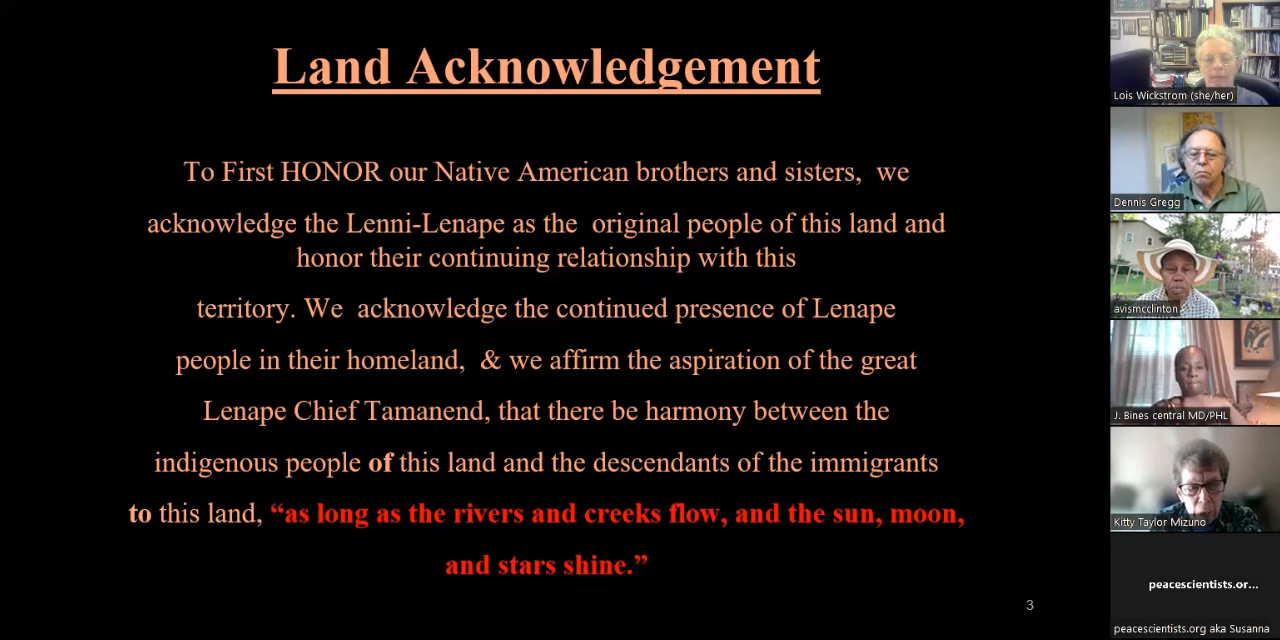 Land Acknowledgement
To First HONOR our Native American brothers and sisters, we
acknowledge the Lenni-Lenape as the original people of this land and
honor their continuing relationship with this
territory. We acknowledge the continued presence of Lenape
people in their homeland, & we affirm the aspiration of the great
Lenape Chief Tamanend, that there be harmony between the
indigenous people of this land and the descendants of the immigrants
to this land, “as long as the rivers and creeks flow, and the sun, moon,
and stars shine.”
3
Lois Wickstrom (she/her)
Dennis Gregg
avismcclinton
J. Bines central MD/PHL
Kitty Taylor Mizuno
peacescientists.or...
peacescientists.org aka Susanna